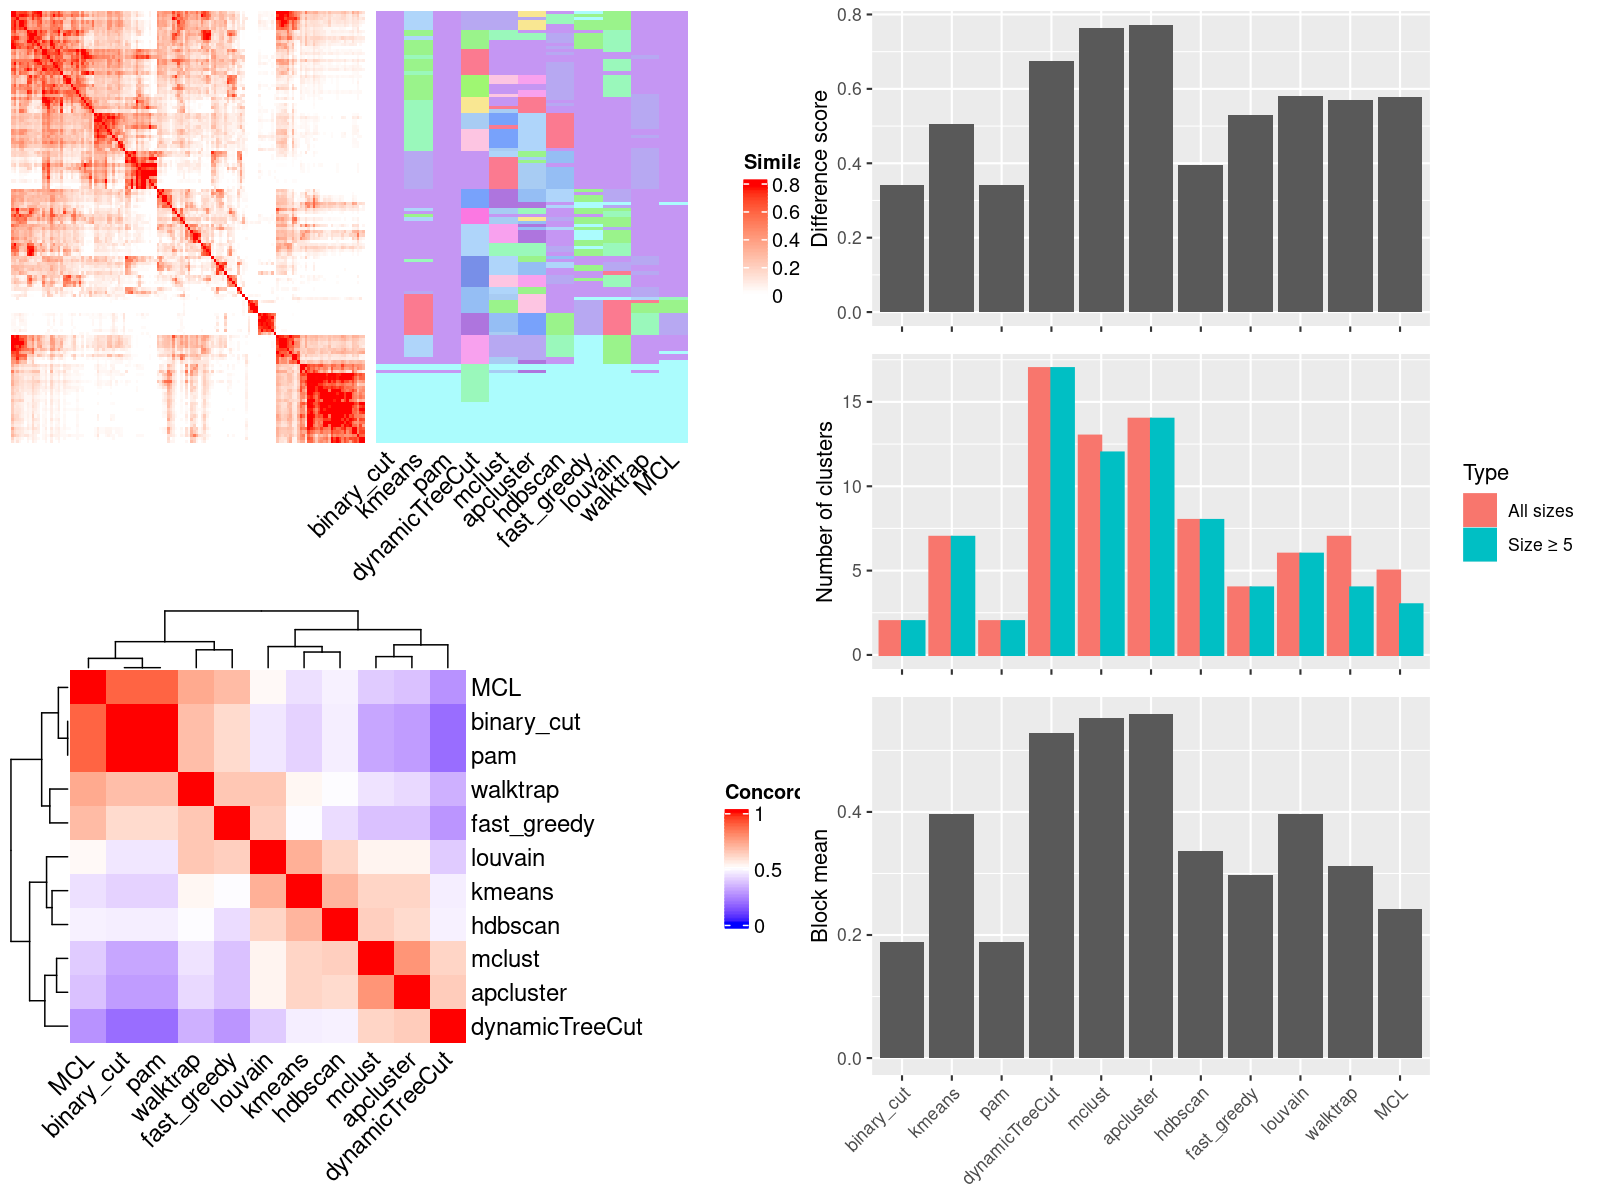 Simila
0.8
0.6
0.4
0.2
0
binary_cut
kmeans
pam
dynamicTreeCut
mclust
apcluster
hdbscan
fast_greedy
louvain
walktrap
MCL
Concord
1
0.5
0
MCL
binary_cut
pam
walktrap
fast_greedy
louvain
kmeans
hdbscan
mclust
apcluster
dynamicTreeCut
MCL
binary_cut
pam
walktrap
fast_greedy
louvain
kmeans
hdbscan
mclust
apcluster
dynamicTreeCut
Difference score
0.8
0.6
0.4
0.2
0.0
Number of clusters
15
10
5
0
Type
All sizes
Size ≥ 5
Block mean
0.4
0.2
0.0
binary_cut
kmeans
pam
dynamicTreeCut
mclust
apcluster
hdbscan
fast_greedy
louvain
walktrap
MCL